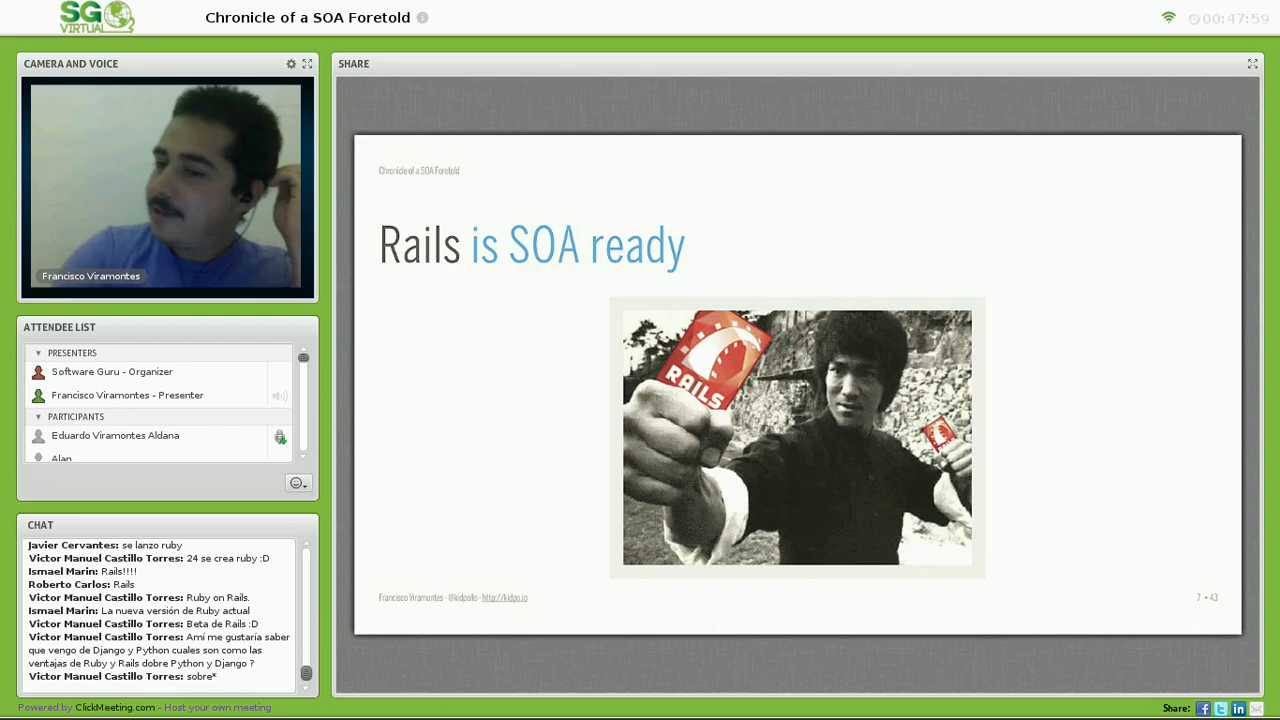 SG
VIRTUAL
Chronicle of a SOA Foretold
00:47:59
CAMERA AND VOICE
Francisco Viramontes
ATTENDEE LIST
PRESENTERS
Software Guru - Organizer
Francisco Viramontes - Presenter
PARTICIPANTS
Eduardo Viramontes Aldana
Alan
CHAT
Javier Cervantes: se lanzo ruby
Victor Manuel Castillo Torres: 24 se crea ruby :D
Ismael Marin: Rails!!!!
Roberto Carlos: Rails
Victor Manuel Castillo Torres: Ruby on Rails.
Ismael Marin: La nueva versión de Ruby actual
Victor Manuel Castillo Torres: Beta de Rails :D
Victor Manuel Castillo Torres: Amí me gustaría saber
que vengo de Django y Python cuales son como las
ventajas de Ruby y Rails dobre Python y Django ?
Victor Manuel Castillo Torres: sobre*
SHARE
Chronicle of a SOA Foretold
Rails is SOA ready
RAILS
Francisco Viramontes - @kidpollo - http://kidpo.io
7 • 43
Powered by ClickMeeting.com - Host your own meeting
Share: